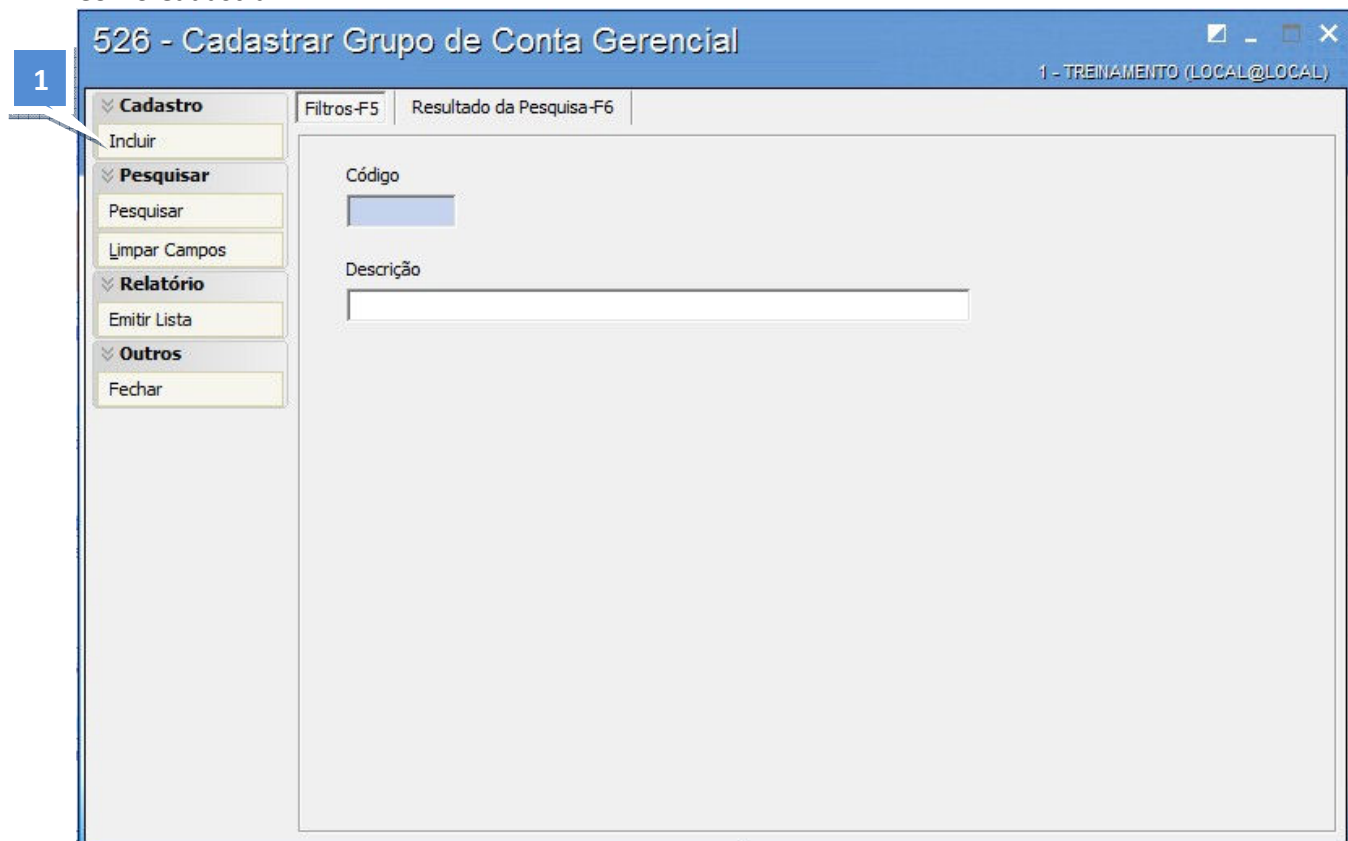 526 - Cadastrar Grupo de Conta Gerencial
1 - TREINAMENTO (LOCAL@LOCAL)
1
Cadastro
Incluir
Pesquisar
Pesquisar
Limpar Campos
Relatório
Emitir Lista
Outros
Fechar
Filtros-F5
Resultado da Pesquisa-F6
Código
Descrição